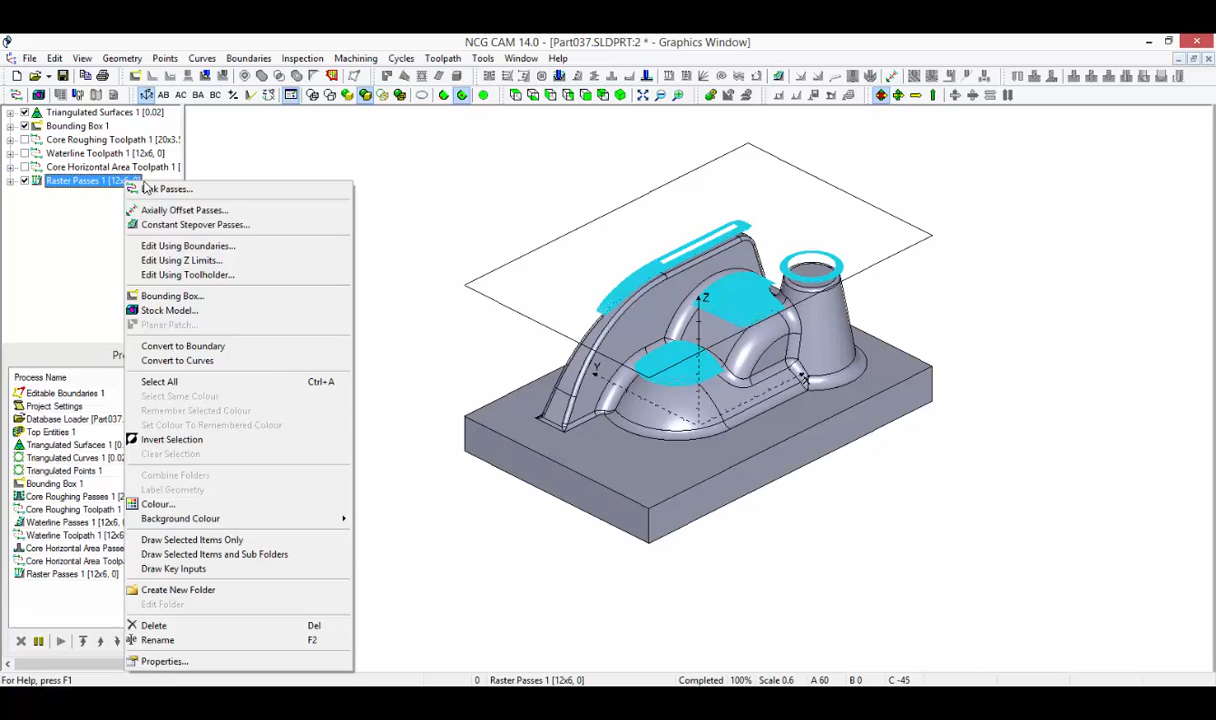 NCG CAM 14.0 - [Part037.SLDPRT:2 * - Graphics Window]
File Edit View Geometry Points Curves Boundaries Inspection Machining Cycles Toolpath Tools Window Help
AB AC BA BC
Triangulated Surfaces 1 [0.02]
Bounding Box 1
Core Roughing Toolpath 1 [20x3.
Waterline Toolpath 1 [12x6, 0]
Core Horizontal Area Toolpath 1 [
Raster Passes 1 [12x6, 0]
Link Passes...
Axially Offset Passes...
Constant Stepover Passes...
Edit Using Boundaries...
Edit Using Z Limits...
Edit Using Toolholder...
Bounding Box...
Stock Model...
Planar Patch...
Convert to Boundary
Convert to Curves
Select All Ctrl+A
Select Same Colour
Remember Selected Colour
Set Colour To Remembered Colour
Invert Selection
Clear Selection
Combine Folders
Label Geometry
Colour...
Background Colour
Draw Selected Items Only
Draw Selected Items and Sub Folders
Draw Key Inputs
Create New Folder
Edit Folder
Delete Del
Rename F2
Properties...
Process Name
Editable Boundaries 1
Project Settings
Database Loader [Part037.
Top Entities 1
Triangulated Surfaces 1 [0.0
Triangulated Curves 1 [0.02
Triangulated Points 1
Bounding Box 1
Core Roughing Passes 1 [2
Core Roughing Toolpath 1 [
Waterline Passes 1 [12x6,
Waterline Toolpath 1 [12x6
Core Horizontal Area Passe
Core Horizontal Area Toolpa
Raster Passes 1 [12x6, 0]
Z
Y
X
For Help, press F1 0 Raster Passes 1 [12x6, 0] Completed 100% Scale 0.6 A 60 B 0 C -45